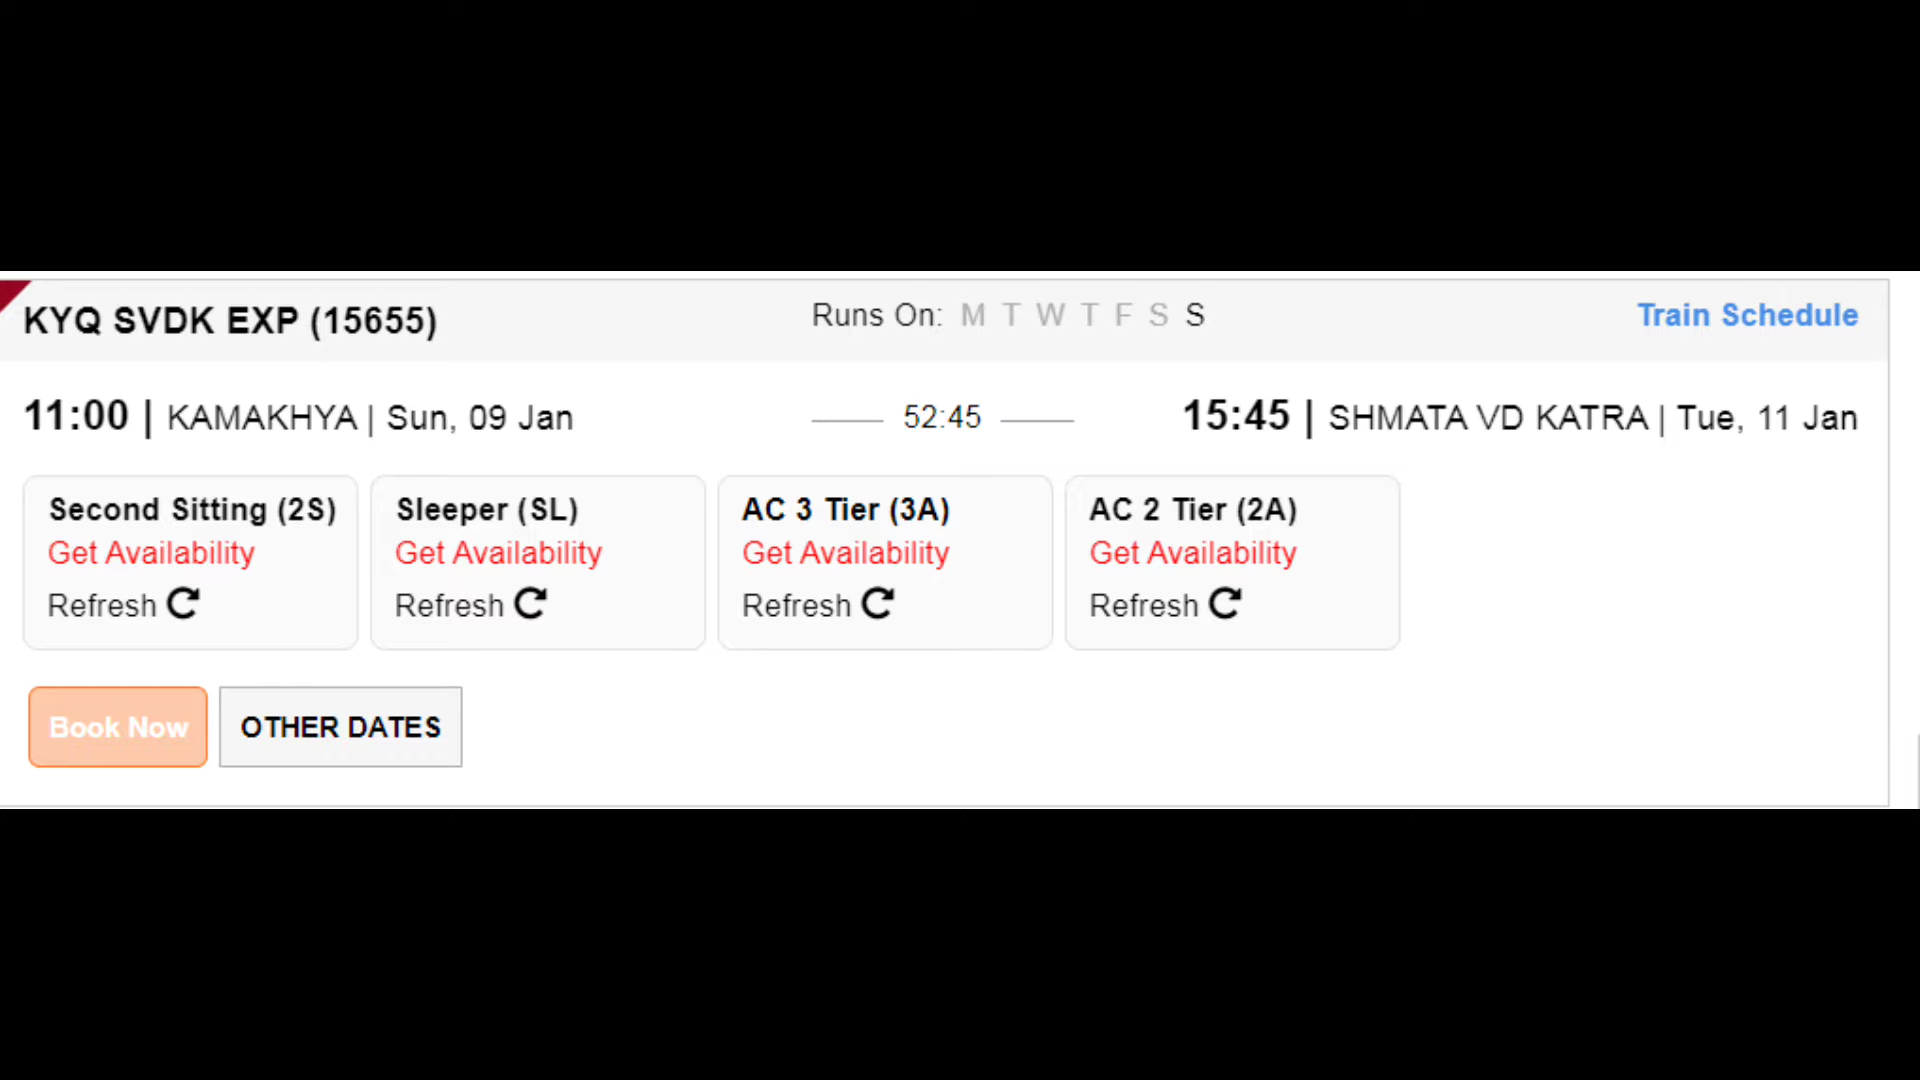 KYQ SVDK EXP (15655) Runs On: M T W T F S S Train Schedule
11:00 | KAMAKHYA | Sun, 09 Jan 52:45 15:45 | SHMATA VD KATRA | Tue, 11 Jan
Second Sitting (2S) Sleeper (SL) AC 3 Tier (3A) AC 2 Tier (2A)
Get Availability Get Availability Get Availability Get Availability
Refresh Refresh Refresh Refresh
Book Now OTHER DATES